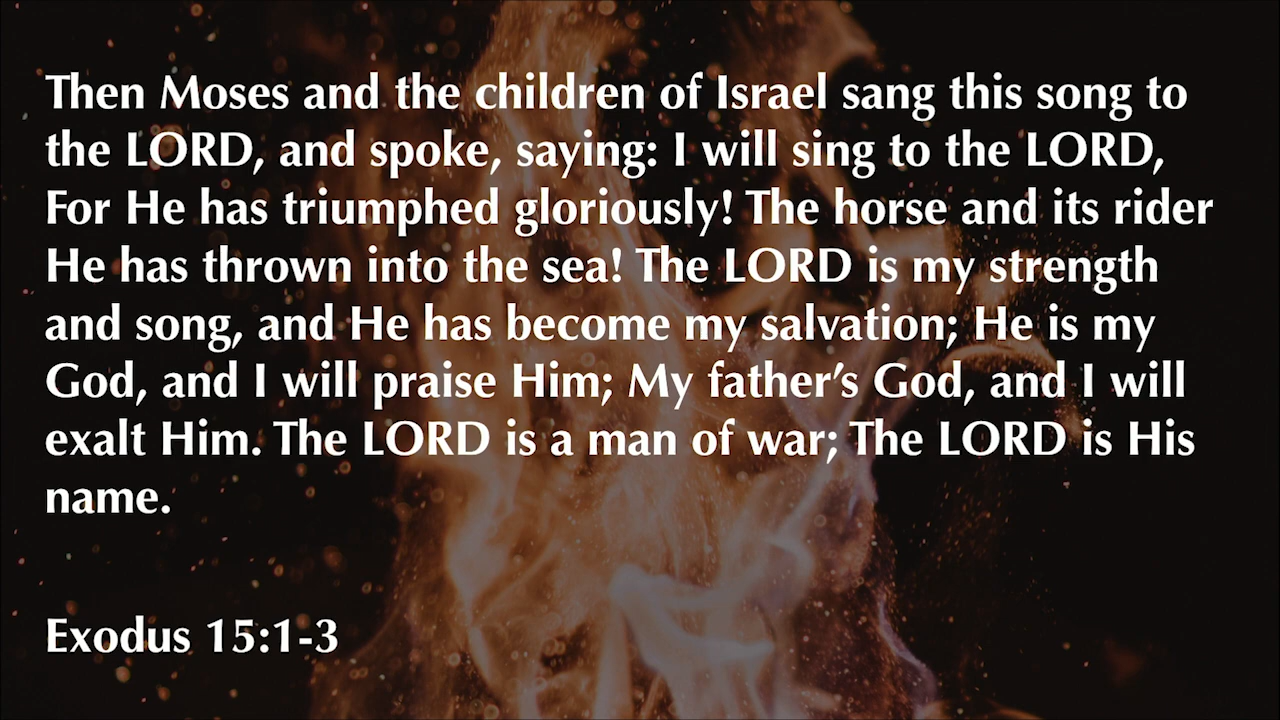 Then Moses and the children of Israel sang this song to
the LORD, and spoke, saying: I will sing to the LORD,
For He has triumphed gloriously! The horse and its rider
He has thrown into the sea! The LORD is my strength
and song, and He has become my salvation; He is my
God, and I will praise Him; My father’s God, and I will
exalt Him. The LORD is a man of war; The LORD is His
name.
Exodus 15:1-3